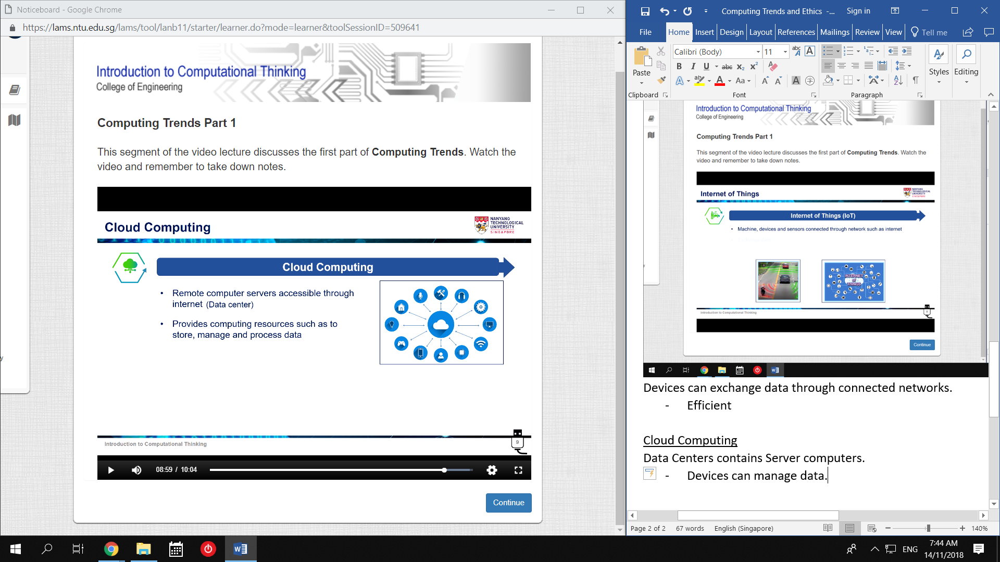 Noticeboard - Google Chrome
https://lams.ntu.edu.sg/lams/tool/lanb11/starter/learner.do?mode=learner&toolSessionID=509641
Introduction to Computational Thinking
College of Engineering
Computing Trends Part 1
This segment of the video lecture discusses the first part of Computing Trends. Watch the
video and remember to take down notes.
Cloud Computing
NANYANG
TECHNOLOGICAL
UNIVERSITY
SINGAPORE
Cloud Computing
• Remote computer servers accessible through
internet (Data center)
• Provides computing resources such as to
store, manage and process data
Introduction to Computational Thinking
9
08:59 / 10:04
Continue
y
Computing Trends and Ethics -...
Sign in
File Home Insert Design Layout References Mailings Review View Tell me
Paste
Calibri (Body) 11
Styles
Editing
Clipboard
Font
Paragraph
Introduction to Computational Thinking
College of Engineering
Computing Trends Part 1
This segment of the video lecture discusses the first part of Computing Trends. Watch the
video and remember to take down notes.
Internet of Things
NANYANG
TECHNOLOGICAL
UNIVERSITY
SINGAPORE
Internet of Things (IoT)
• Machine, devices and sensors connected through network such as internet
INTERNET
of
THINGS
Introduction to Computational Thinking
Continue
Devices can exchange data through connected networks.
- Efficient
Cloud Computing
Data Centers contains Server computers.
- Devices can manage data.
Page 2 of 2 67 words English (Singapore) 140%
ENG
7:44 AM
14/11/2018